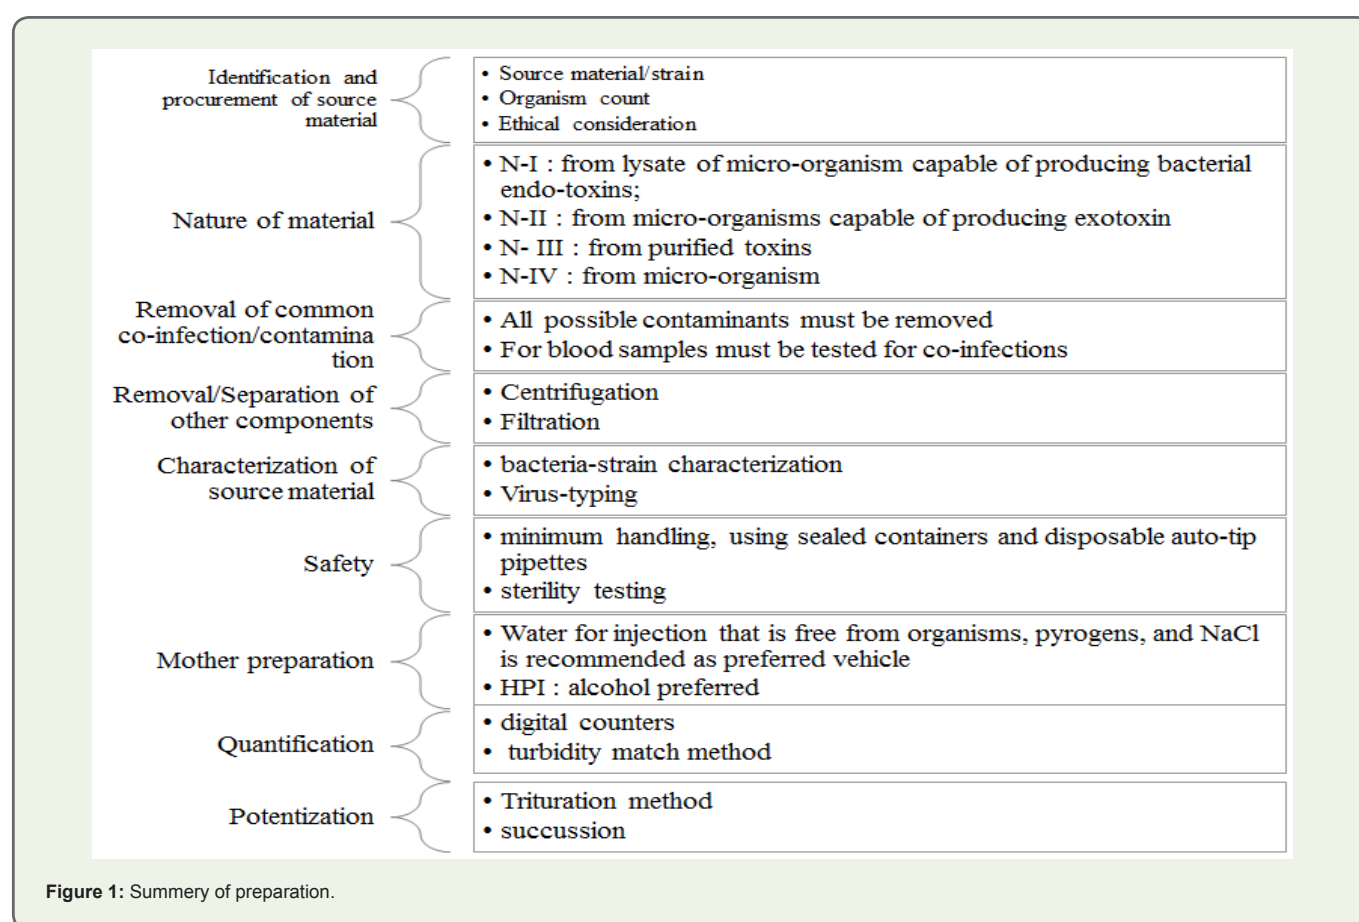 Identification and
procurement of source
material
• Source material/strain
• Organism count
• Ethical consideration
Nature of material
• N-I : from lysate of micro-organism capable of producing bacterial
endo-toxins;
• N-II : from micro-organisms capable of producing exotoxin
• N- III : from purified toxins
• N-IV : from micro-organism
Removal of common
co-infection/contamina
tion
• All possible contaminants must be removed
• For blood samples must be tested for co-infections
Removal/Separation of
other components
• Centrifugation
• Filtration
Characterization of
source material
• bacteria-strain characterization
• Virus-typing
Safety
• minimum handling, using sealed containers and disposable auto-tip
pipettes
• sterility testing
Mother preparation
• Water for injection that is free from organisms, pyrogens, and NaCl
is recommended as preferred vehicle
• HPI : alcohol preferred
Quantification
• digital counters
• turbidity match method
Potentization
• Trituration method
• succussion
Figure 1: Summery of preparation.